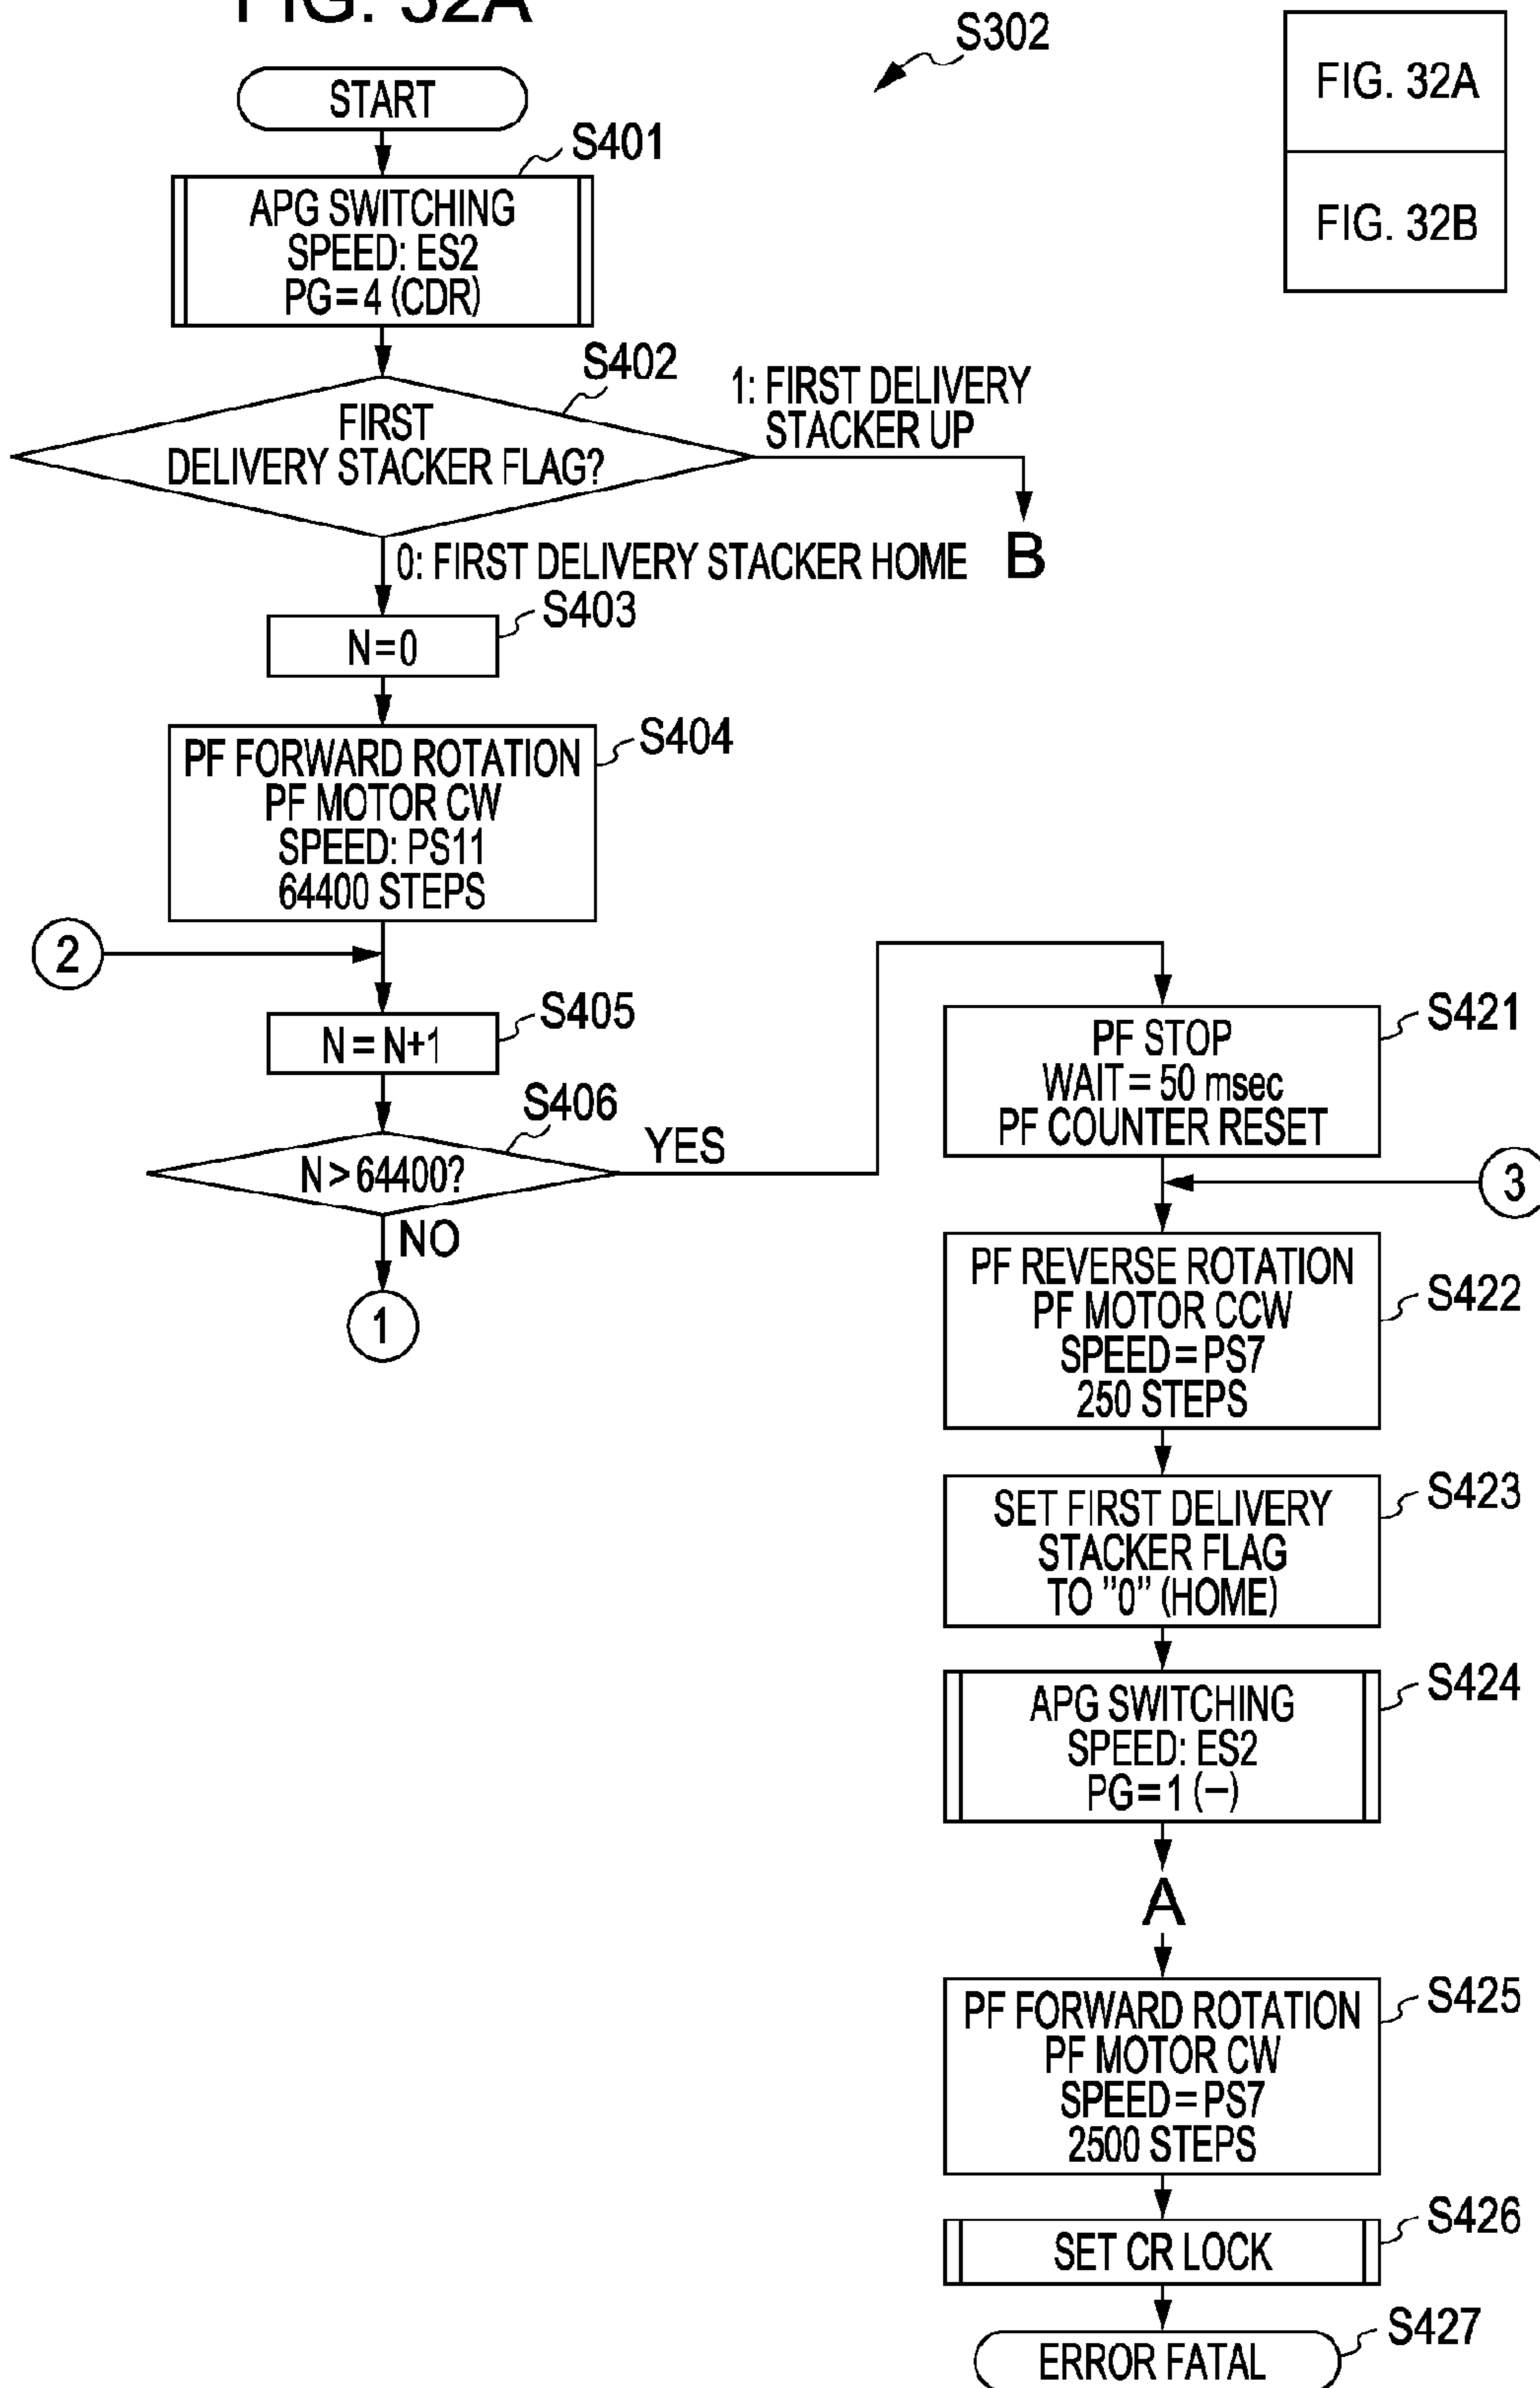 FIG. 32A
S302
FIG. 32A
FIG. 32B
START
S401
APG SWITCHING
SPEED: ES2
PG=4 (CDR)
S402
FIRST
DELIVERY STACKER FLAG?
1: FIRST DELIVERY
STACKER UP
B
0: FIRST DELIVERY STACKER HOME
S403
N=0
S404
PF FORWARD ROTATION
PF MOTOR CW
SPEED: PS11
64400 STEPS
2
S405
N=N+1
S406
N>64400?
YES
NO
1
S421
PF STOP
WAIT=50 msec
PF COUNTER RESET
3
S422
PF REVERSE ROTATION
PF MOTOR CCW
SPEED=PS7
250 STEPS
S423
SET FIRST DELIVERY
STACKER FLAG
TO "0" (HOME)
S424
APG SWITCHING
SPEED: ES2
PG=1 (−)
A
S425
PF FORWARD ROTATION
PF MOTOR CW
SPEED=PS7
2500 STEPS
S426
SET CR LOCK
S427
ERROR FATAL